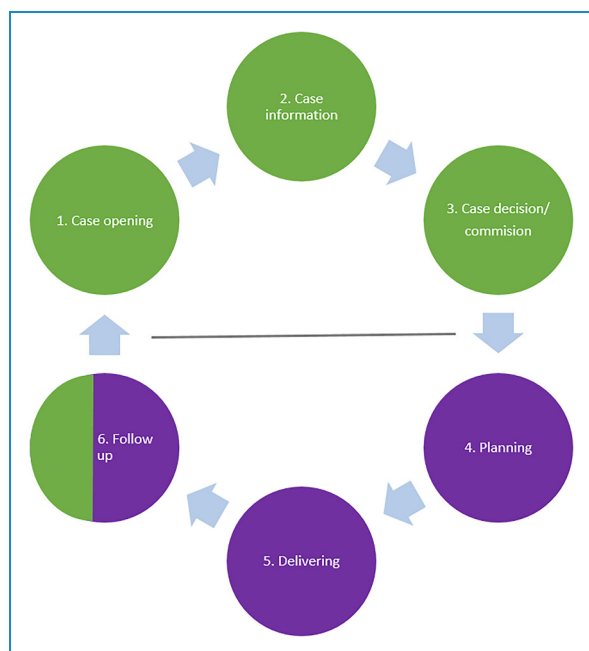 2. Case
information
1. Case opening
3. Case decision/
commision
6. Follow
up
4. Planning
5. Delivering